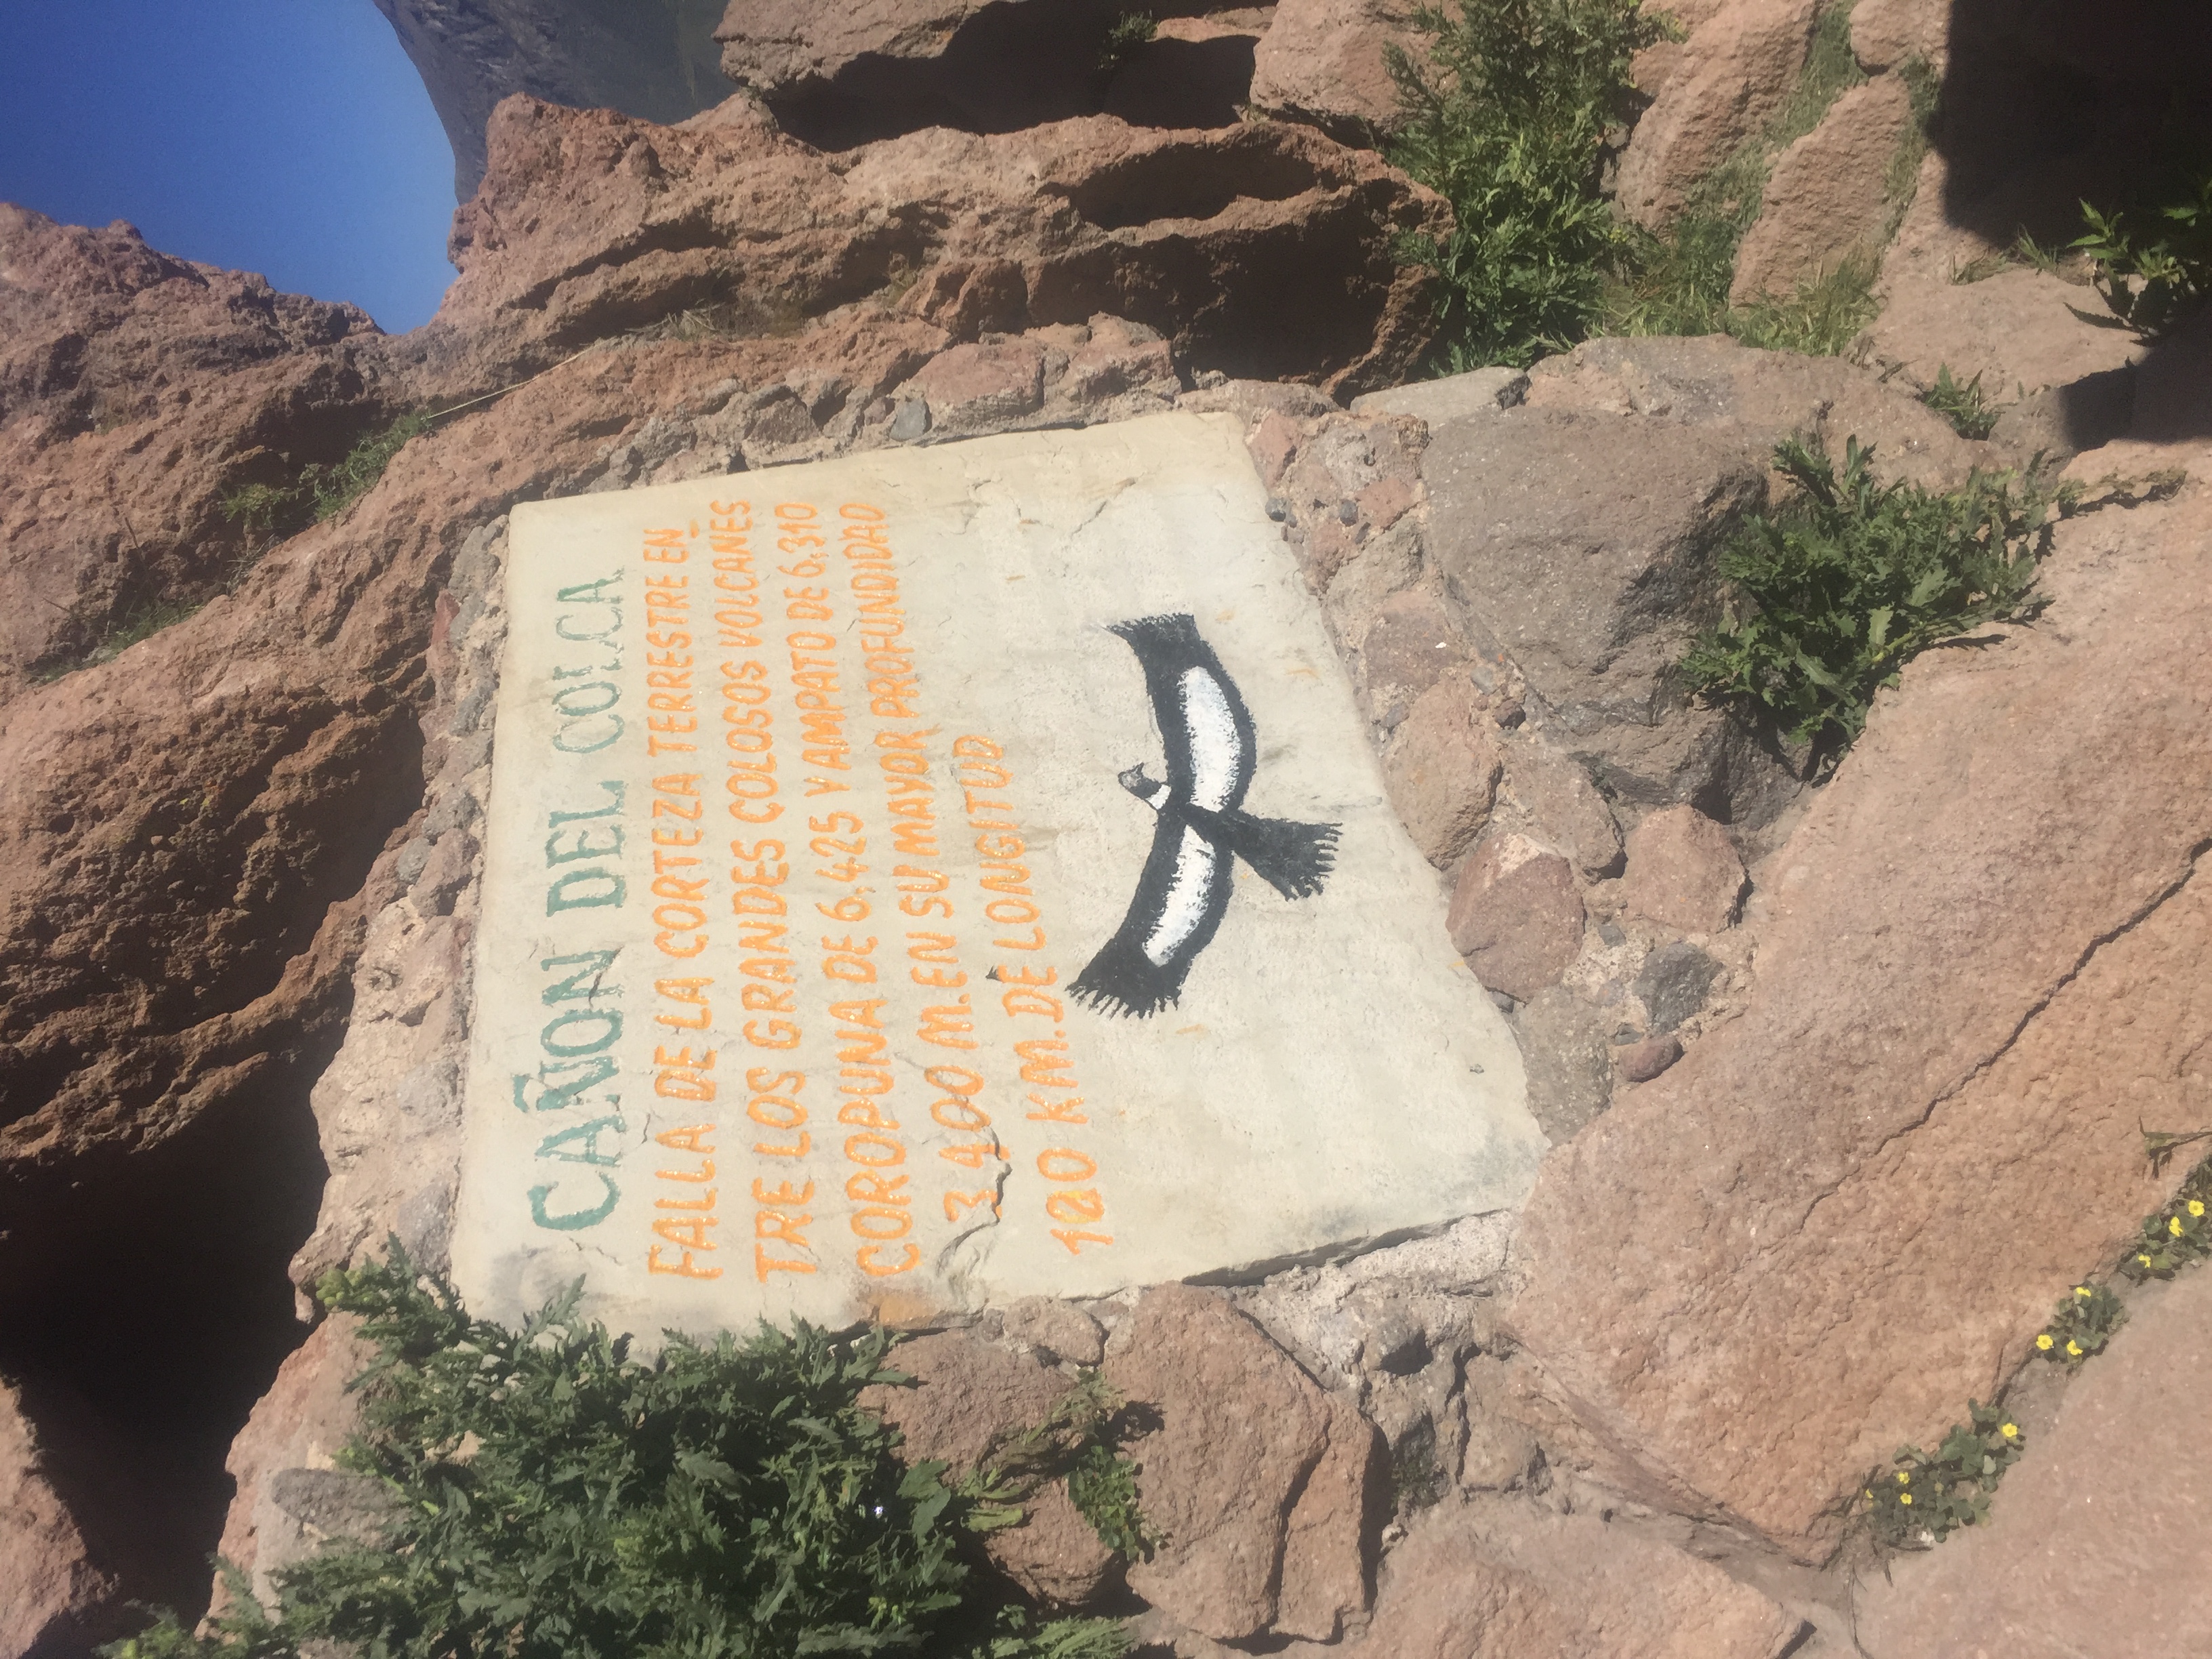 CAÑON DEL COLCA
FALLA DE LA CORTEZA TERRESTRE EN_
TRE LOS GRANDES COLOSOS VOLCANES
COROPUNA DE 6,425 Y AMPATO DE 6,310
3 400 M. EN SU MAYOR PROFUNDIDAD
100 KM. DE LONGITUD